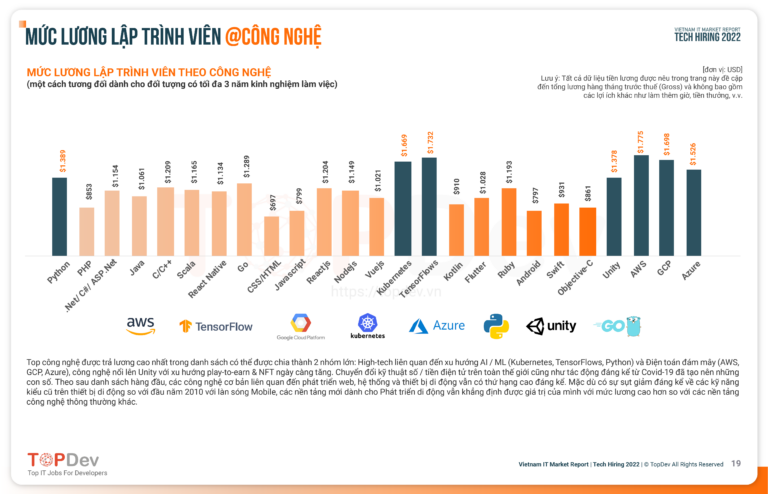 MỨC LƯƠNG LẬP TRÌNH VIÊN @CÔNG NGHỆ
VIETNAM IT MARKET REPORT
TECH HIRING 2022
MỨC LƯƠNG LẬP TRÌNH VIÊN THEO CÔNG NGHỆ
(một cách tương đối dành cho đối tượng có tối đa 3 năm kinh nghiệm làm việc)
[đơn vị: USD]
Lưu ý: Tất cả dữ liệu tiền lương được nêu trong trang này đề cập
đến tổng lương hàng tháng trước thuế (Gross) và không bao gồm
các lợi ích khác như làm thêm giờ, tiền thưởng, v.v.
$1.389
$853
$1.154
$1.061
$1.209
$1.165
$1.134
$1.289
$697
$799
$1.204
$1.149
$1.021
$1.669
$1.732
$910
$1.028
$1.193
$797
$931
$861
$1.378
$1.775
$1.698
$1.526
Python
PHP
.Net/ C#/ ASP.Net
Java
C/C++
Scala
React Native
Go
CSS/HTML
Javascript
Reactjs
Nodejs
Vuejs
Kubernetes
TensorFlows
Kotlin
Flutter
Ruby
Android
Swift
Objective-C
Unity
AWS
GCP
Azure
https://topdev.vn
aws
TensorFlow
Google Cloud Platform
kubernetes
Azure
unity
GO
Top công nghệ được trả lương cao nhất trong danh sách có thể được chia thành 2 nhóm lớn: High-tech liên quan đến xu hướng AI / ML (Kubernetes, TensorFlows, Python) và Điện toán đám mây (AWS,
GCP, Azure), công nghệ nổi lên Unity với xu hướng play-to-earn & NFT ngày càng tăng. Chuyển đổi kỹ thuật số / tiền điện tử trên toàn thế giới cũng như tác động đáng kể từ Covid-19 đã tạo nên những
con số. Theo sau danh sách hàng đầu, các công nghệ cơ bản liên quan đến phát triển web, hệ thống và thiết bị di động vẫn có thứ hạng cao đáng kể. Mặc dù có sự sụt giảm đáng kể về các kỹ năng
kiểu cũ trên thiết bị di động so với đầu năm 2010 với làn sóng Mobile, các nền tảng mới dành cho Phát triển di động vẫn khẳng định được giá trị của mình với mức lương cao hơn so với các nền tảng
công nghệ thông thường khác.
TOPDev
Top IT Jobs For Developers
Vietnam IT Market Report | Tech Hiring 2022 | © TopDev All Rights Reserved 19